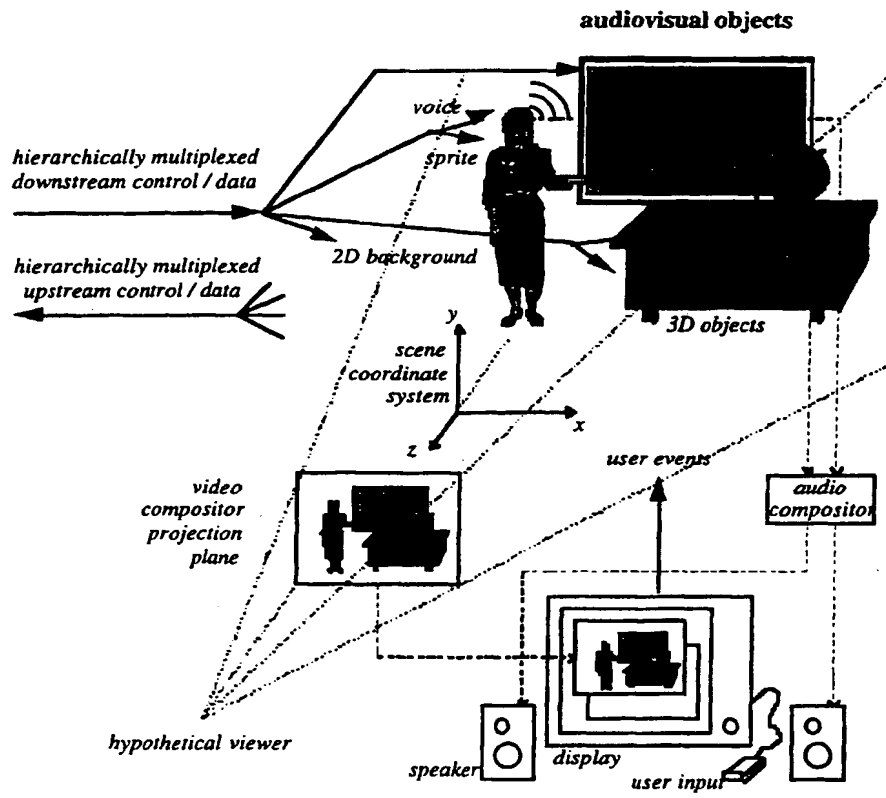 audiovisual objects
voice
sprite
hierarchically multiplexed
downstream control / data
2D background
hierarchically multiplexed
upstream control / data
3D objects
y
scene
coordinate
system
x
z
user events
video
compositor
projection
plane
audio
compositor
hypothetical viewer
speaker
display
user input